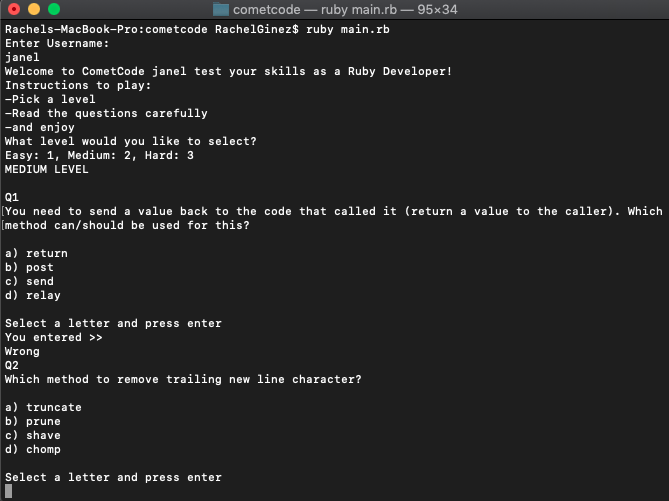 cometcode — ruby main.rb — 95×34
Rachels-MacBook-Pro:cometcode RachelGinez$ ruby main.rb
Enter Username:
janel
Welcome to CometCode janel test your skills as a Ruby Developer!
Instructions to play:
-Pick a level
-Read the questions carefully
-and enjoy
What level would you like to select?
Easy: 1, Medium: 2, Hard: 3
MEDIUM LEVEL
Q1
[You need to send a value back to the code that called it (return a value to the caller). Which
[method can/should be used for this?
a) return
b) post
c) send
d) relay
Select a letter and press enter
You entered >>
Wrong
Q2
Which method to remove trailing new line character?
a) truncate
b) prune
c) shave
d) chomp
Select a letter and press enter